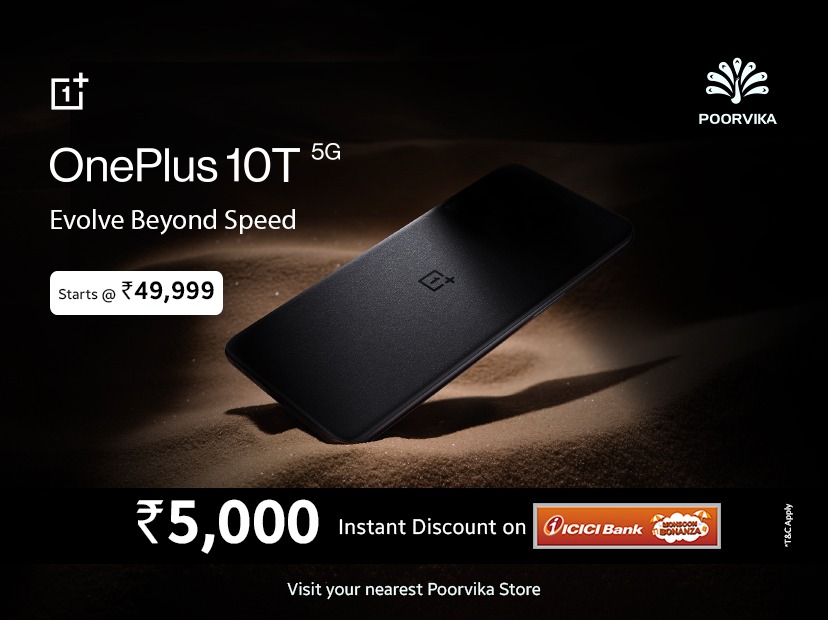 OnePlus 10T 5G
Evolve Beyond Speed
Starts @ ₹49,999
POORVIKA
₹5,000 Instant Discount on ICICI Bank MONSOON BONANZA
*T&C Apply
Visit your nearest Poorvika Store